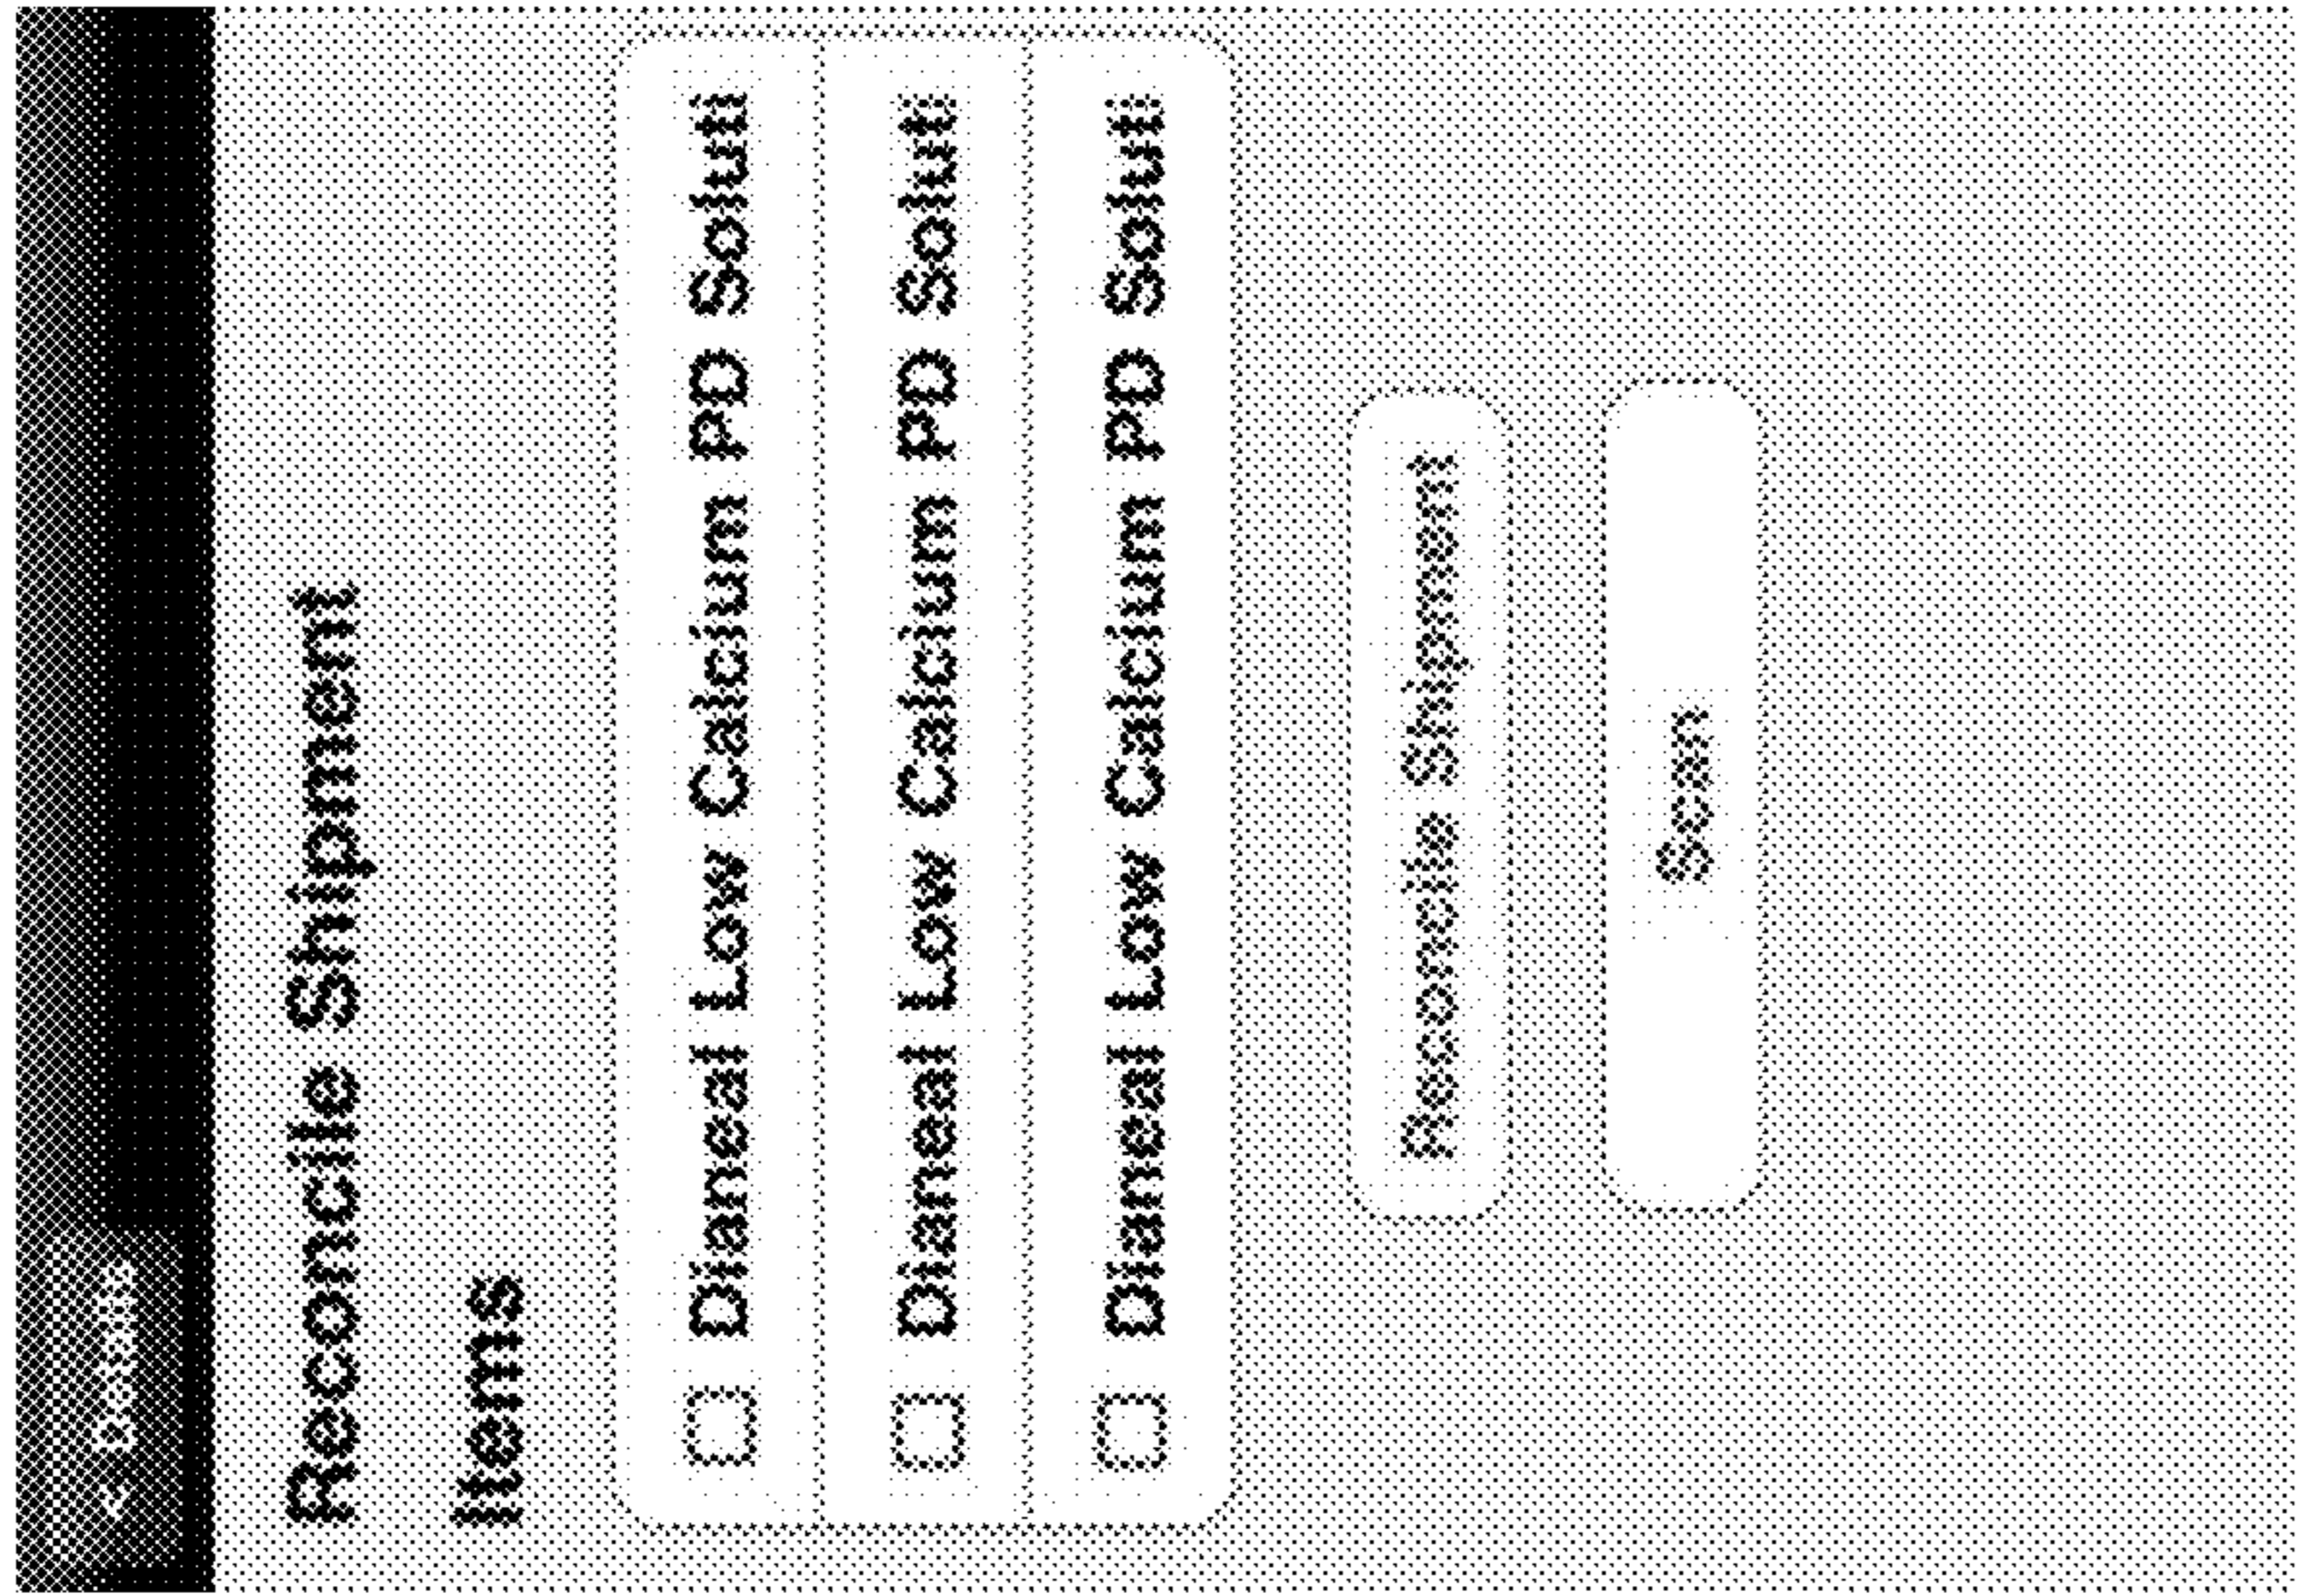 < Details
Reconcile Shipment
Items
Dianeal Low Calcium PD Soluti
Dianeal Low Calcium PD Soluti
Dianeal Low Calcium PD Soluti
Reconcile Shipment
Scan